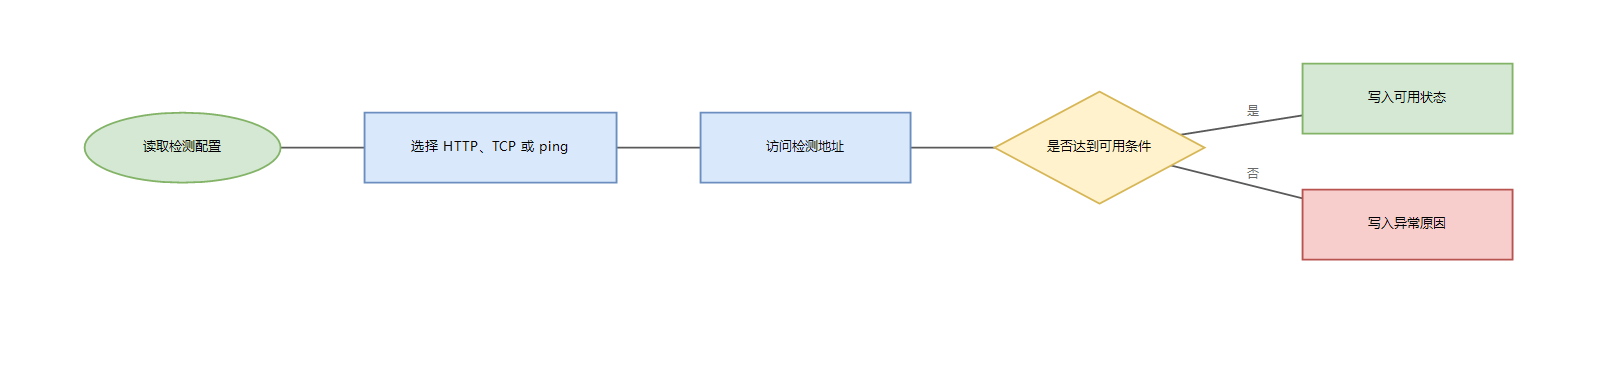 读取检测配置
选择 HTTP、TCP 或 ping
访问检测地址
是否达到可用条件
是
写入可用状态
否
写入异常原因